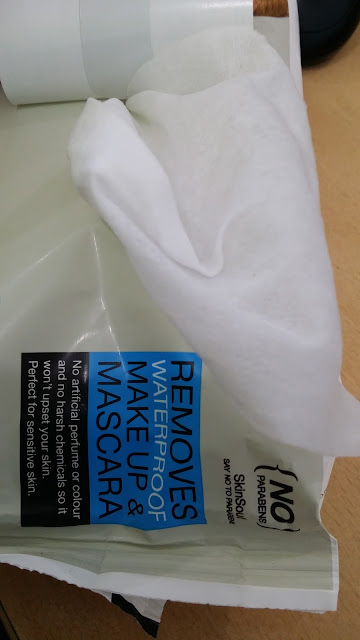 {NO}
PARABENS
SkinSoul
SAY NO TO PARABEN
REMOVES
WATERPROOF
MAKE UP &
MASCARA
No artificial perfume or colour
and no harsh chemicals so it
won't upset your skin.
Perfect for sensitive skin.